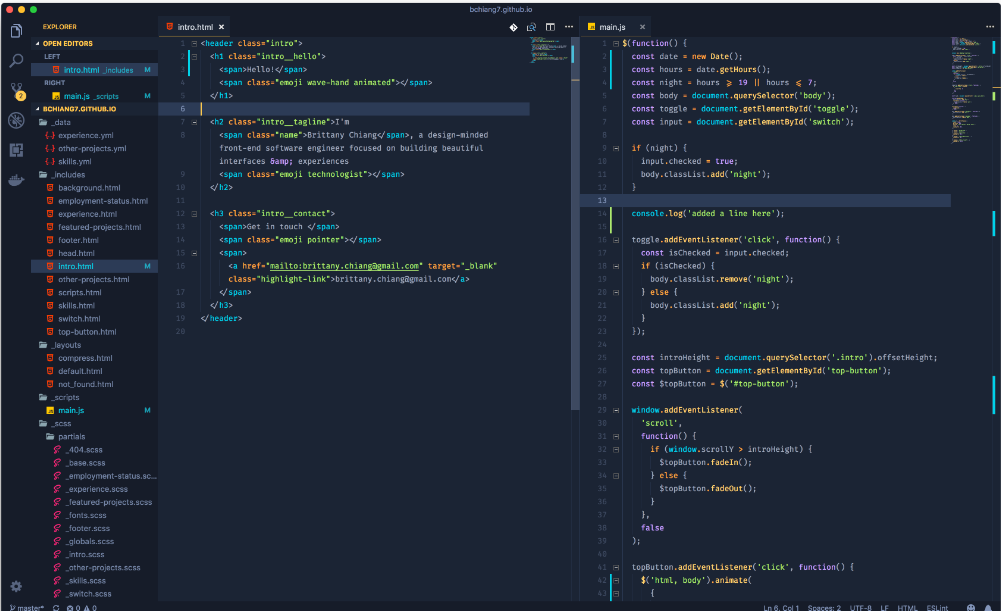 bchiang7.github.io
EXPLORER
OPEN EDITORS
LEFT
intro.html _includes M
RIGHT
main.js _scripts M
BCHIANG7.GITHUB.IO
_data
experience.yml
other-projects.yml
skills.yml
_includes
background.html
employment-status.html
experience.html
featured-projects.html
footer.html
head.html
intro.html M
other-projects.html
scripts.html
skills.html
switch.html
top-button.html
_layouts
compress.html
default.html
not_found.html
_scripts
main.js M
_scss
partials
_404.scss
_base.scss
_employment-status.sc...
_experience.scss
_featured-projects.scss
_fonts.scss
_footer.scss
_globals.scss
_intro.scss
_other-projects.scss
_skills.scss
_switch.scss
2
intro.html
1 <header class="intro">
2 <h1 class="intro__hello">
3 <span>Hello!</span>
4 <span class="emoji wave-hand animated"></span>
5 </h1>
6
7 <h2 class="intro__tagline">I'm
8 <span class="name">Brittany Chiang</span>, a design-minded
front-end software engineer focused on building beautiful
interfaces &amp; experiences
9 <span class="emoji technologist"></span>
10 </h2>
11
12 <h3 class="intro__contact">
13 <span>Get in touch </span>
14 <span class="emoji pointer"></span>
15 <span>
16 <a href="mailto:brittany.chiang@gmail.com" target="_blank"
class="highlight-link">brittany.chiang@gmail.com</a>
17 </span>
18 </h3>
19 </header>
20
main.js
1 $(function() {
2 const date = new Date();
3 const hours = date.getHours();
4 const night = hours ⩾ 19 || hours ⩽ 7;
5 const body = document.querySelector('body');
6 const toggle = document.getElementById('toggle');
7 const input = document.getElementById('switch');
8
9 if (night) {
10 input.checked = true;
11 body.classList.add('night');
12 }
13
14 console.log('added a line here');
15
16 toggle.addEventListener('click', function() {
17 const isChecked = input.checked;
18 if (isChecked) {
19 body.classList.remove('night');
20 } else {
21 body.classList.add('night');
22 }
23 });
24
25 const introHeight = document.querySelector('.intro').offsetHeight;
26 const topButton = document.getElementById('top-button');
27 const $topButton = $('#top-button');
28
29 window.addEventListener(
30 'scroll',
31 function() {
32 if (window.scrollY > introHeight) {
33 $topButton.fadeIn();
34 } else {
35 $topButton.fadeOut();
36 }
37 },
38 false
39 );
40
41 topButton.addEventListener('click', function() {
42 $('html, body').animate(
43 {
master* 0 0 Ln 6, Col 1 Spaces: 2 UTF-8 LF HTML ESLint